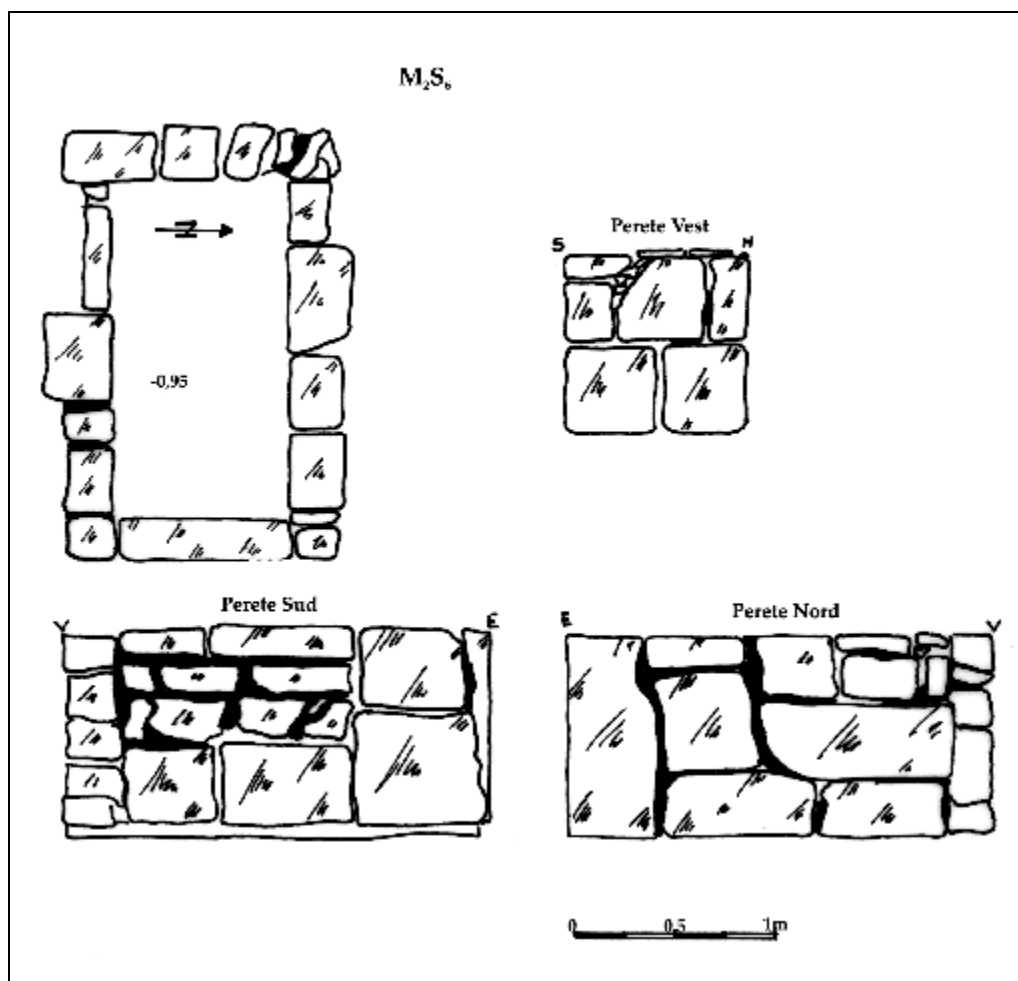 M₂S₆
N
-0,95
Perete Vest
S N
Perete Sud
V E
Perete Nord
E V
0 0,5 1m